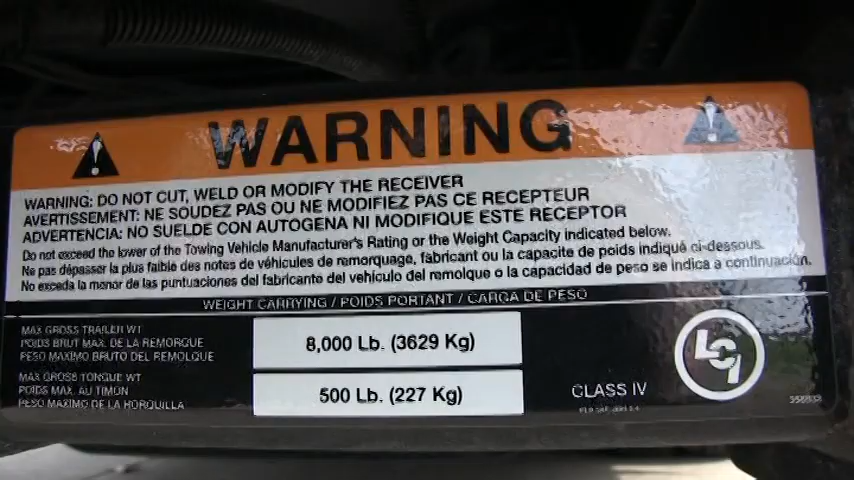 WARNING
WARNING: DO NOT CUT, WELD OR MODIFY THE RECEIVER
AVERTISSEMENT: NE SOUDEZ PAS OU NE MODIFIEZ PAS CE RECEPTEUR
ADVERTENCIA: NO SUELDE CON AUTOGENA NI MODIFIQUE ESTE RECEPTOR
Do not exceed the lower of the Towing Vehicle Manufacturer's Rating or the Weight Capacity indicated below.
Ne pas dépasser la plus faible des notes de véhicules de remorquage, fabricant ou la capacite de poids indiqué ci-dessous.
No exceda la menor de las puntuaciones del fabricante del vehiculo del remolque o la capacidad de peso se indica a continuación.
WEIGHT CARRYING / POIDS PORTANT / CARGA DE PESO
MAX GROSS TRAILER WT
POIDS BRUT MAX. DE LA REMORQUE
PESO MAXIMO BRUTO DEL REMOLQUE
8,000 Lb. (3629 Kg)
MAX GROSS TONGUE WT
POIDS MAX. AU TIMON
PESO MAXIMO DE LA HORQUILLA
500 Lb. (227 Kg)
CLASS IV
LCI